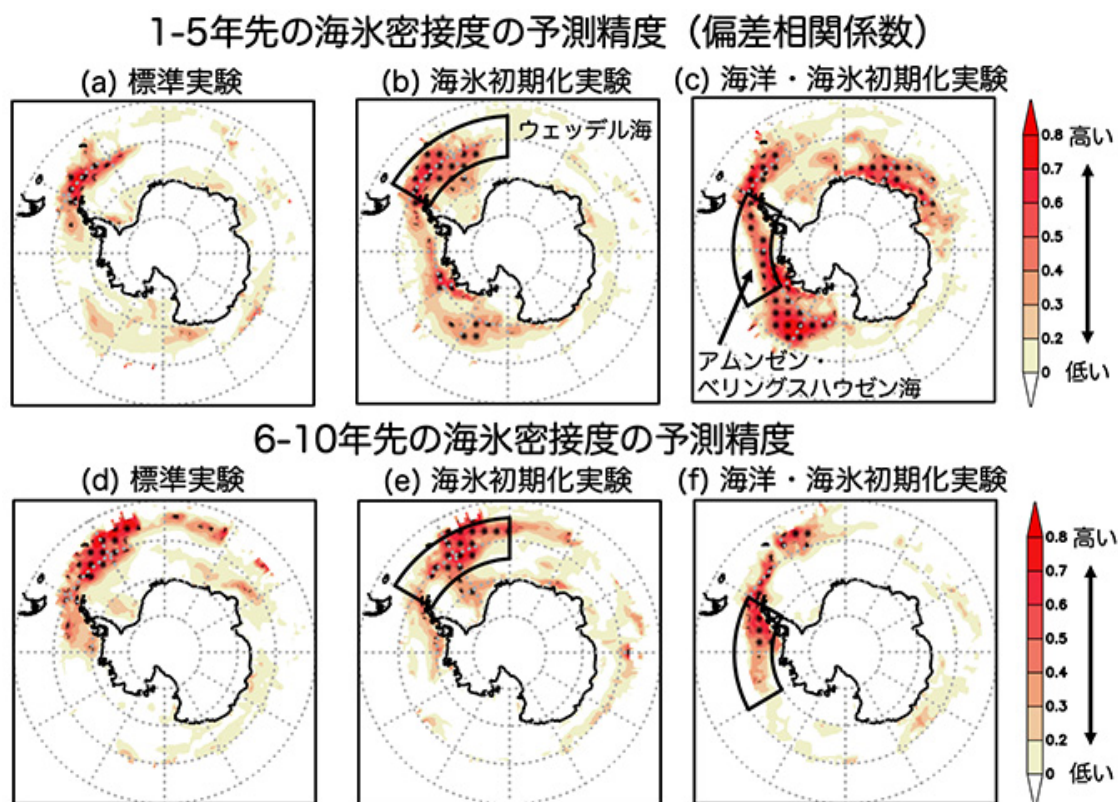 1-5年先の海氷密接度の予測精度（偏差相関係数）
(a) 標準実験
(b) 海氷初期化実験
(c) 海洋・海氷初期化実験
ウェッデル海
アムンゼン・
ベリングスハウゼン海
0.8
0.7
0.6
0.5
0.4
0.3
0.2
0
高い
低い
6-10年先の海氷密接度の予測精度
(d) 標準実験
(e) 海氷初期化実験
(f) 海洋・海氷初期化実験
0.8
0.7
0.6
0.5
0.4
0.3
0.2
0
高い
低い